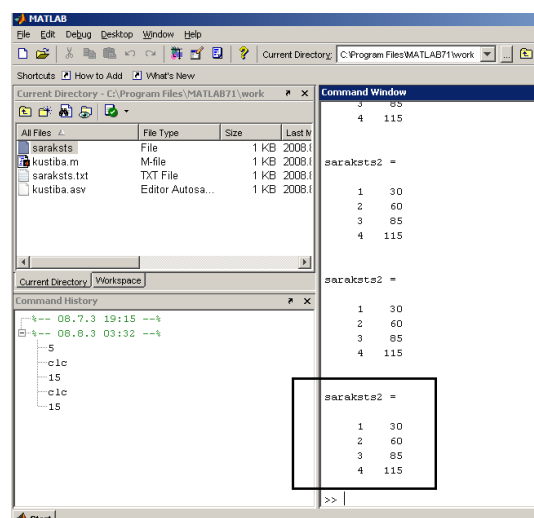 MATLAB
File Edit Debug Desktop Window Help
Current Directory: C:\Program Files\MATLAB71\work
Shortcuts How to Add What's New
Current Directory - C:\Program Files\MATLAB71\work
All Files File Type Size Last M
saraksts File 1 KB 2008.
kustiba.m M-file 1 KB 2008.
saraksts.txt TXT File 1 KB 2008.
kustiba.asv Editor Autosa... 1 KB 2008.
Current Directory Workspace
Command History
%-- 08.7.3 19:15 --%
%-- 08.8.3 03:32 --%
5
clc
15
clc
15
Command Window
3 85
4 115
saraksts2 =
1 30
2 60
3 85
4 115
saraksts2 =
1 30
2 60
3 85
4 115
saraksts2 =
1 30
2 60
3 85
4 115
>>
Start